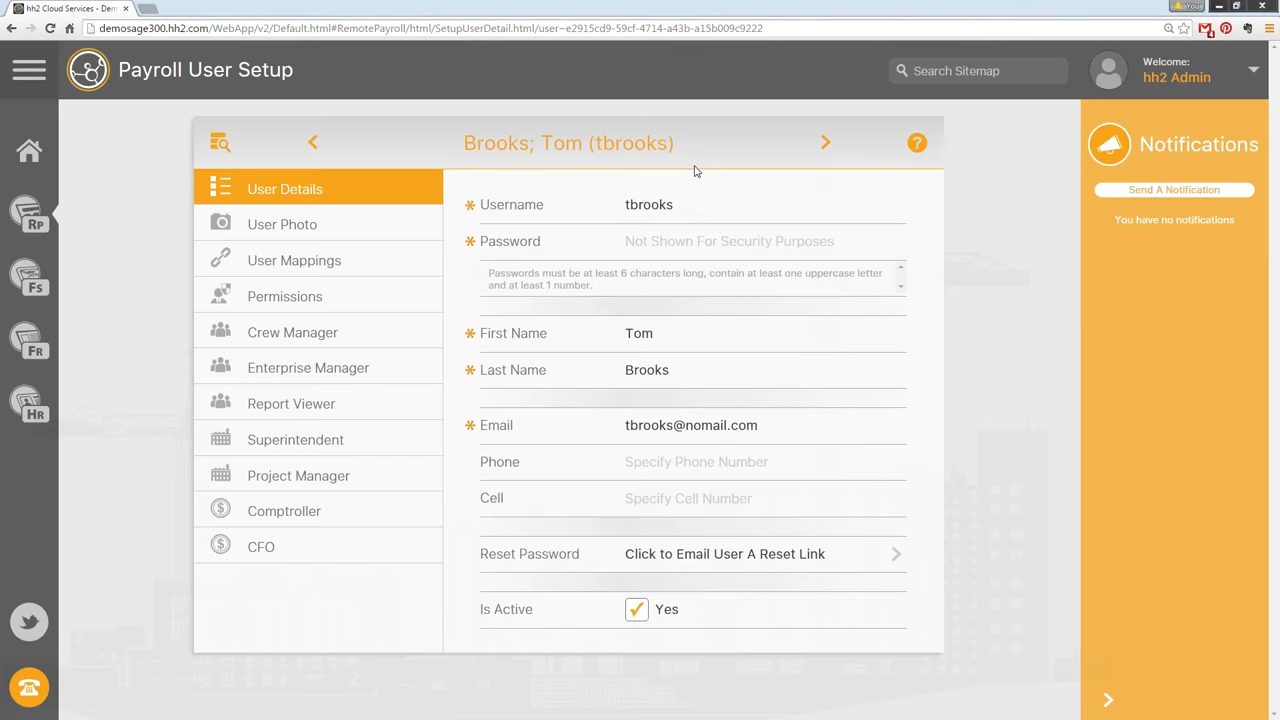 hh2 Cloud Services - Dem
You
demosage300.hh2.com/WebApp/v2/Default.html#RemotePayroll/html/SetupUserDetail.html/user=e2915cd9-59cf-4714-a43b-a15b009c9222
4
Payroll User Setup
Search Sitemap
Welcome:
hh2 Admin
Brooks; Tom (tbrooks)
?
Notifications
Send A Notification
You have no notifications
Rp
Fs
FR
HR
User Details
User Photo
User Mappings
Permissions
Crew Manager
Enterprise Manager
Report Viewer
Superintendent
Project Manager
Comptroller
CFO
* Username tbrooks
* Password Not Shown For Security Purposes
Passwords must be at least 6 characters long, contain at least one uppercase letter
and at least 1 number.
* First Name Tom
* Last Name Brooks
* Email tbrooks@nomail.com
Phone Specify Phone Number
Cell Specify Cell Number
Reset Password Click to Email User A Reset Link
Is Active Yes